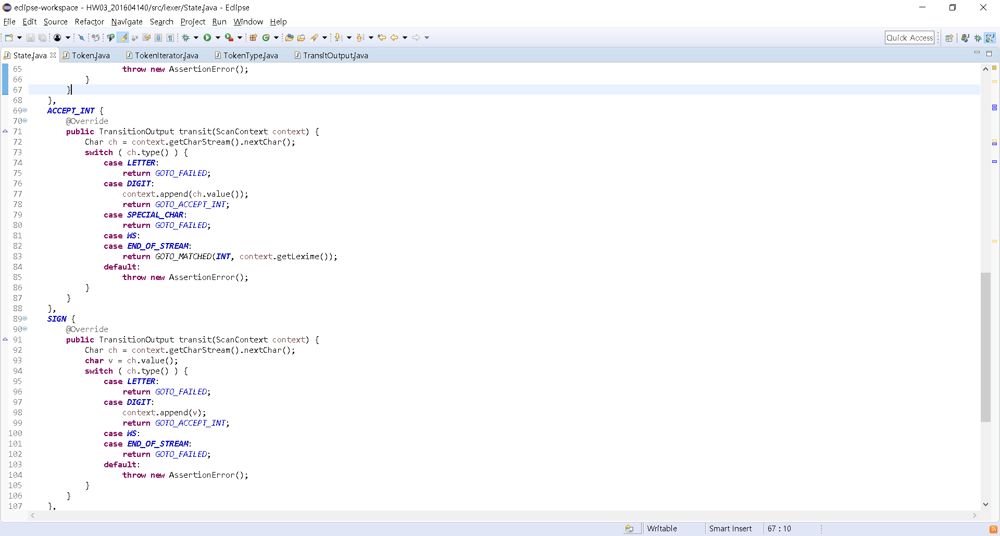 eclipse-workspace - HW03_201604140/src/lexer/State.java - Eclipse
File Edit Source Refactor Navigate Search Project Run Window Help
Quick Access
State.java Token.java TokenIterator.java TokenType.java TransitOutput.java
65 throw new AssertionError();
66 }
67 }
68 },
69 ACCEPT_INT {
70 @Override
71 public TransitionOutput transit(ScanContext context) {
72 Char ch = context.getCharStream().nextChar();
73 switch ( ch.type() ) {
74 case LETTER:
75 return GOTO_FAILED;
76 case DIGIT:
77 context.append(ch.value());
78 return GOTO_ACCEPT_INT;
79 case SPECIAL_CHAR:
80 return GOTO_FAILED;
81 case WS:
82 case END_OF_STREAM:
83 return GOTO_MATCHED(INT, context.getLexime());
84 default:
85 throw new AssertionError();
86 }
87 }
88 },
89 SIGN {
90 @Override
91 public TransitionOutput transit(ScanContext context) {
92 Char ch = context.getCharStream().nextChar();
93 char v = ch.value();
94 switch ( ch.type() ) {
95 case LETTER:
96 return GOTO_FAILED;
97 case DIGIT:
98 context.append(v);
99 return GOTO_ACCEPT_INT;
100 case WS:
101 case END_OF_STREAM:
102 return GOTO_FAILED;
103 default:
104 throw new AssertionError();
105 }
106 }
107 },
Writable Smart Insert 67 : 10